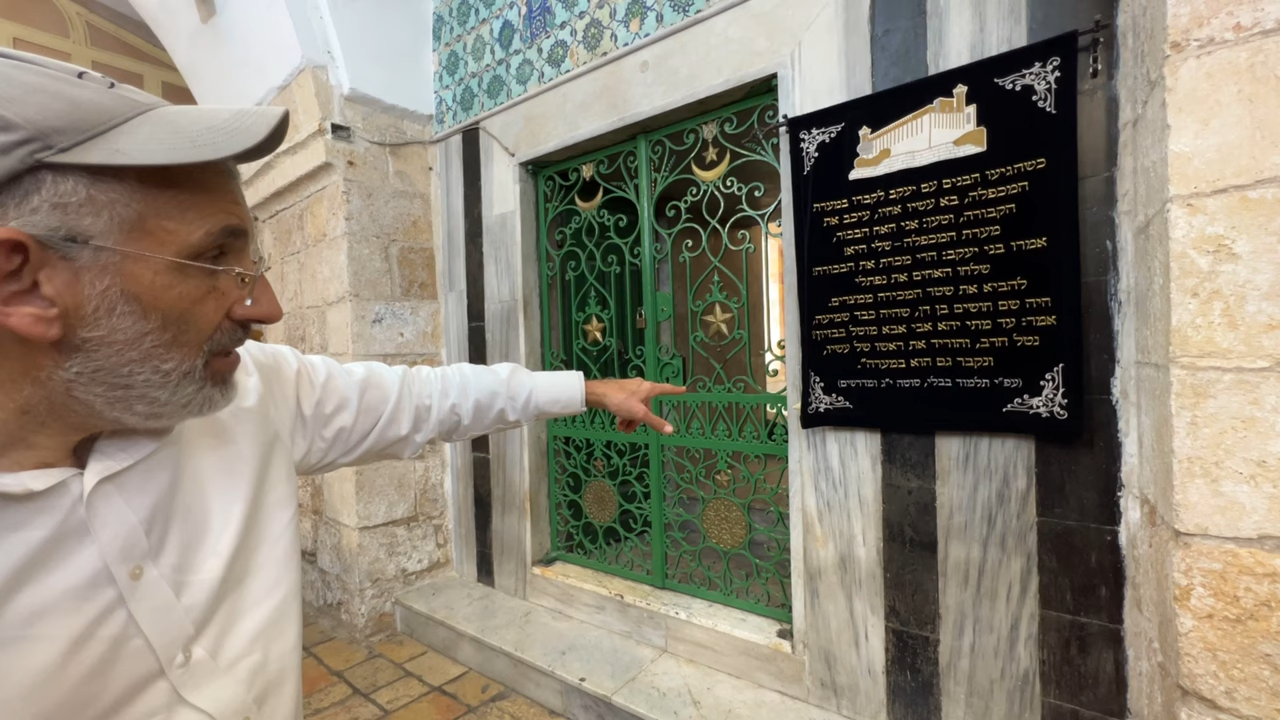 כשהגיעו הבנים עם יעקב לקברו במערת
המכפלה, בא עשיו אחיו, עיכב את
הקבורה, וטען: אני האח הבכור,
מערת המכפלה - שלי היא!
אמרו בני יעקב: הרי מכרת את הבכורה!
שלחו האחים את נפתלי
להביא את שטר המכירה ממצרים.
היה שם חושים בן דן, שהיה כבד שמיעה,
אמר: עד מתי יהא אבי אבא מוטל בבזיון!
נטל חרב, והוריד את ראשו של עשיו,
ונקבר גם הוא במערה".
(עפ"י תלמוד בבלי, סוטה י"ג ומדרשים)